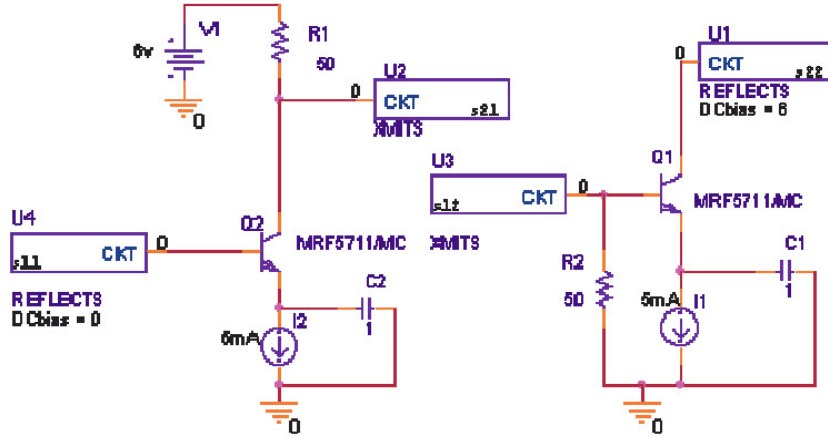 V1
6v
0
R1
50
U2
0
CKT
s21
XMITS
U1
0
CKT
s22
REFLECTS
DCbias = 6
Q1
MRF5711/MC
U3
0
CKT
s12
XMITS
U4
0
CKT
s11
REFLECTS
DCbias = 0
Q2
MRF5711/MC
C2
1
I2
5mA
0
R2
50
C1
1
I1
5mA
0